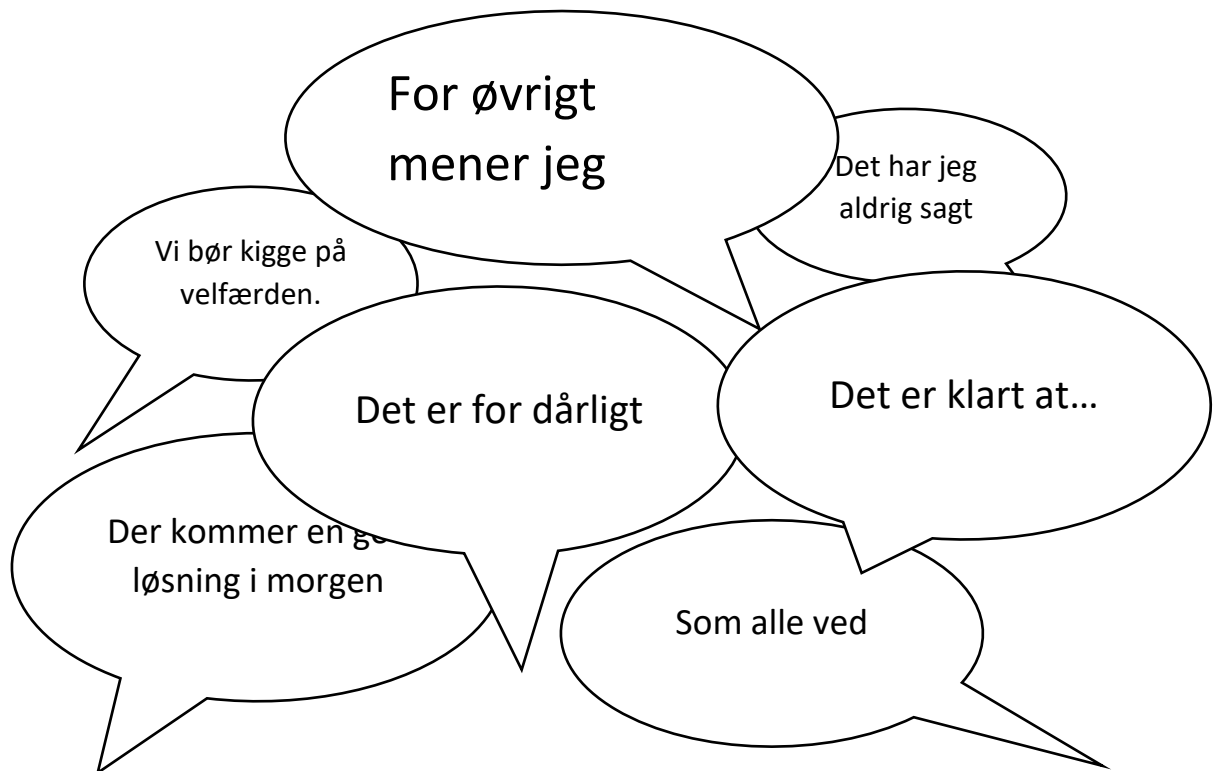 For øvrigt
mener jeg
Det har jeg
aldrig sagt
Vi bør kigge på
velfærden.
Det er for dårligt
Det er klart at…
Der kommer en
løsning i morgen
Som alle ved